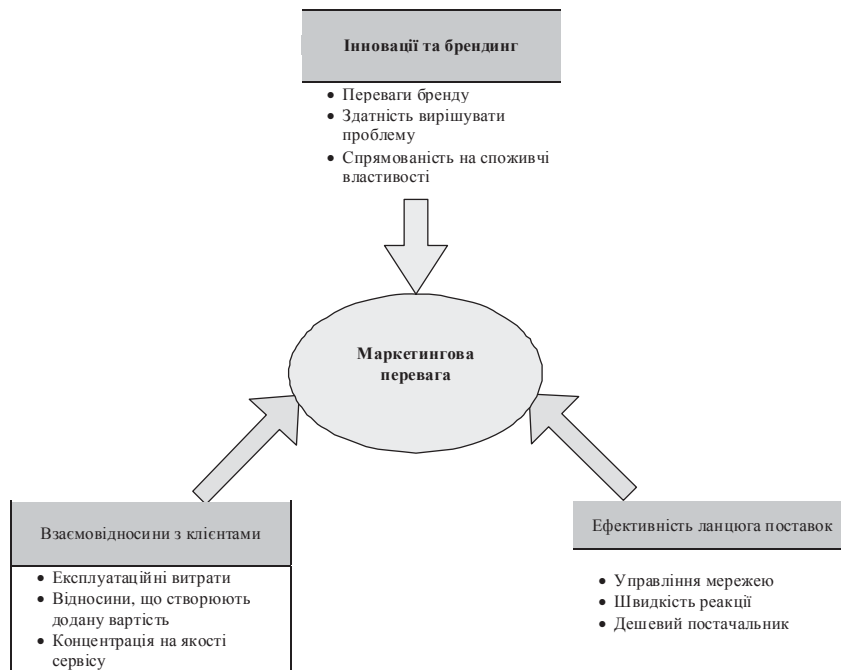 Інновації та брендинг
• Переваги бренду
• Здатність вирішувати
проблему
• Спрямованість на споживчі
властивості
Маркетингова
перевага
Взаємовідносини з клієнтами
• Експлуатаційні витрати
• Відносини, що створюють
додану вартість
• Концентрація на якості
сервісу
Ефективність ланцюга поставок
• Управління мережею
• Швидкість реакції
• Дешевий постачальник